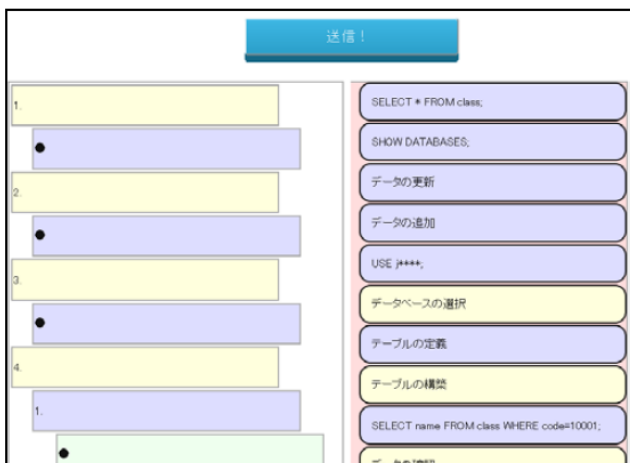 送信！
1.
●
2.
●
3.
●
4.
1.
●
SELECT * FROM class;
SHOW DATABASES;
データの更新
データの追加
USE j****;
データベースの選択
テーブルの定義
テーブルの構築
SELECT name FROM class WHERE code=10001;